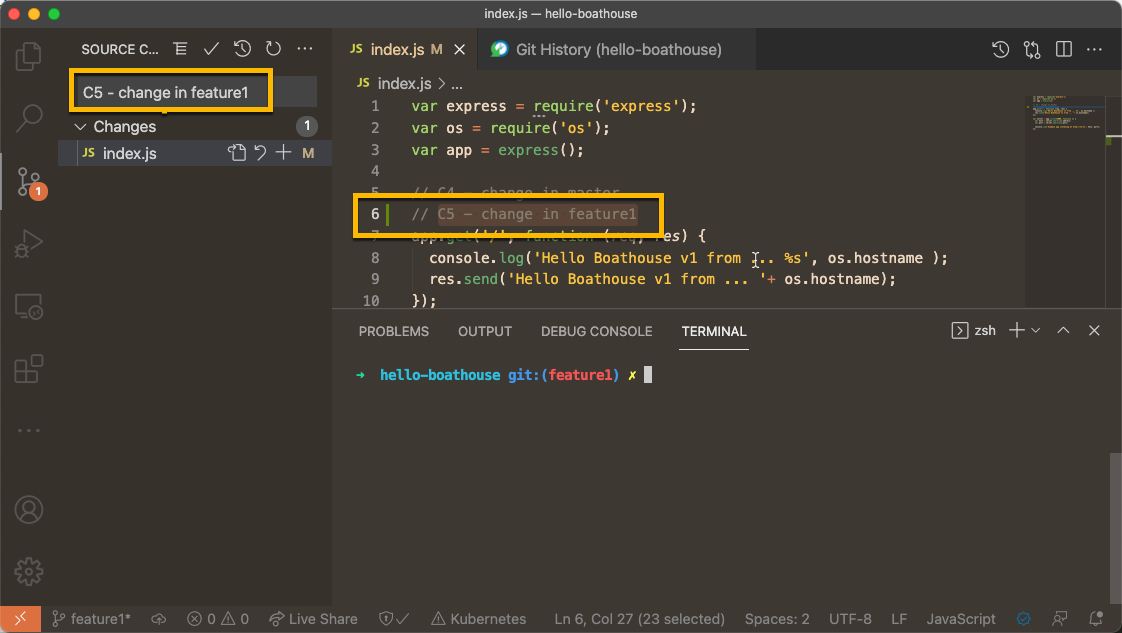 index.js — hello-boathouse
SOURCE C...
JS index.js M
Git History (hello-boathouse)
C5 - change in feature1
Changes 1
JS index.js M
1
JS index.js > ...
1 var express = require('express');
2 var os = require('os');
3 var app = express();
4
5 // C4 - change in master
6 // C5 - change in feature1
7 app.get('/', function (req, res) {
8 console.log('Hello Boathouse v1 from ... %s', os.hostname );
9 res.send('Hello Boathouse v1 from ... '+ os.hostname);
10 });
PROBLEMS OUTPUT DEBUG CONSOLE TERMINAL zsh
➜ hello-boathouse git:(feature1) ✗
feature1* 0 0 Live Share Kubernetes Ln 6, Col 27 (23 selected) Spaces: 2 UTF-8 LF JavaScript